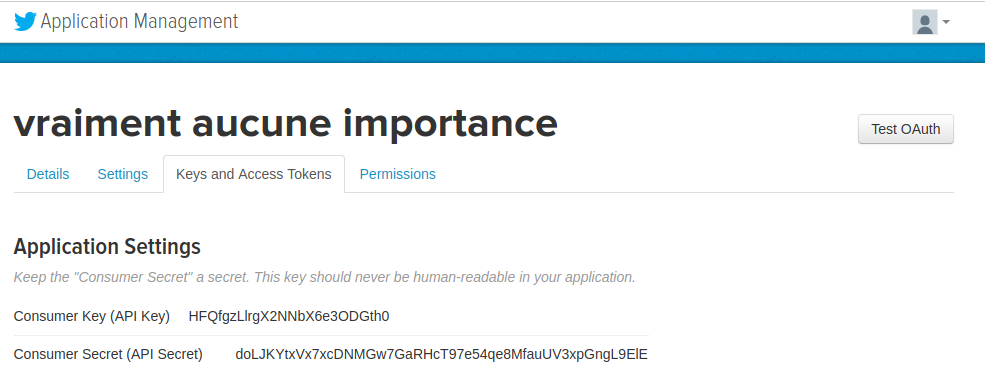 Application Management
vraiment aucune importance
Test OAuth
Details Settings Keys and Access Tokens Permissions
Application Settings
Keep the "Consumer Secret" a secret. This key should never be human-readable in your application.
Consumer Key (API Key) HFQfgzLlrgX2NNbX6e3ODGth0
Consumer Secret (API Secret) doLJKYtxVx7xcDNMGw7GaRHcT97e54qe8MfauUV3xpGngL9ElE